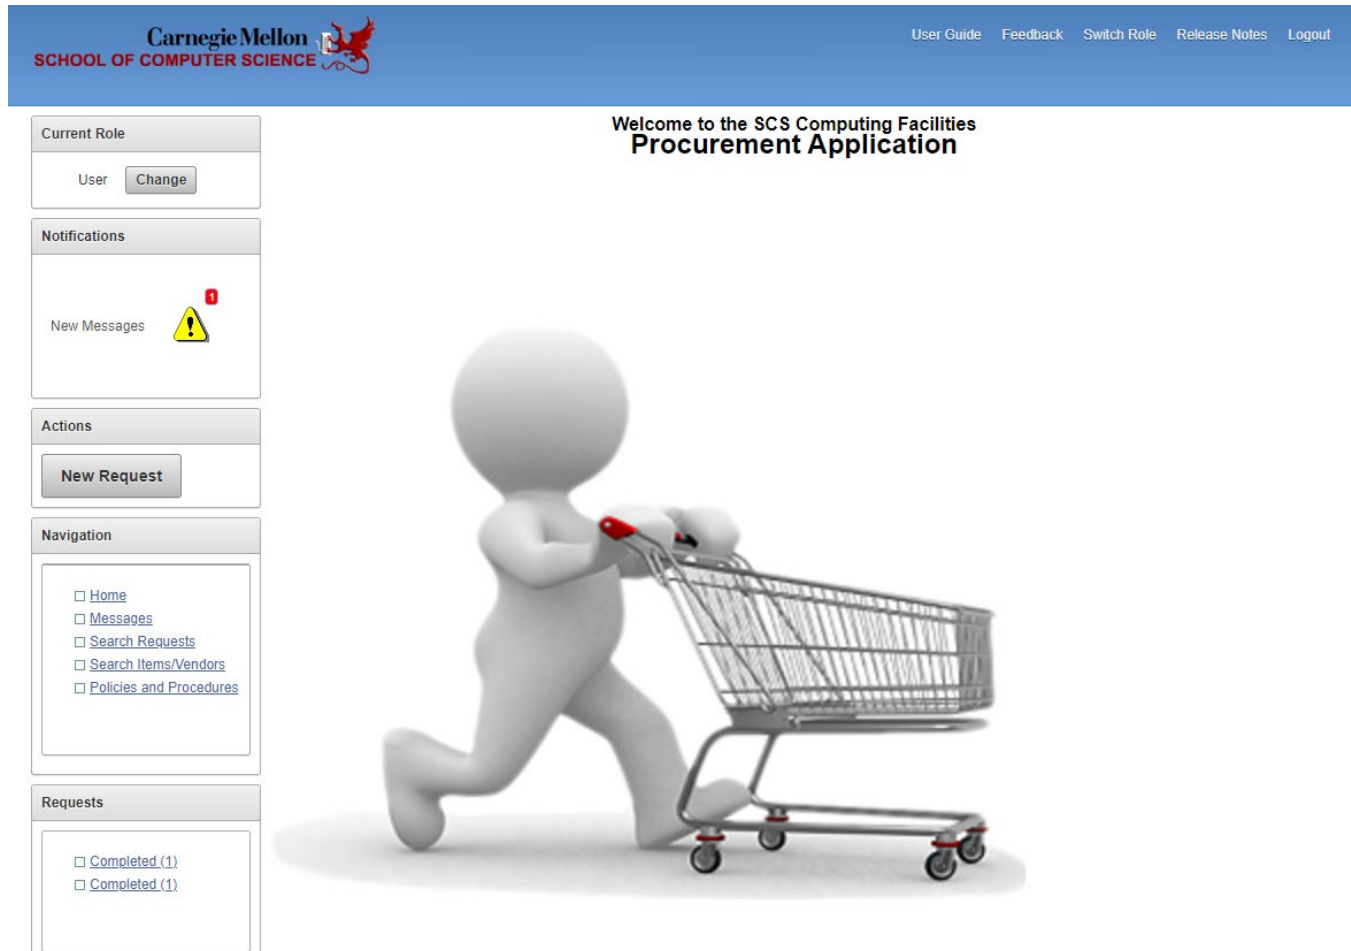 Carnegie Mellon
SCHOOL OF COMPUTER SCIENCE
User Guide Feedback Switch Role Release Notes Logout
Current Role
User Change
Notifications
1
New Messages
Actions
New Request
Navigation
Home
Messages
Search Requests
Search Items/Vendors
Policies and Procedures
Requests
Completed (1)
Completed (1)
Welcome to the SCS Computing Facilities
Procurement Application